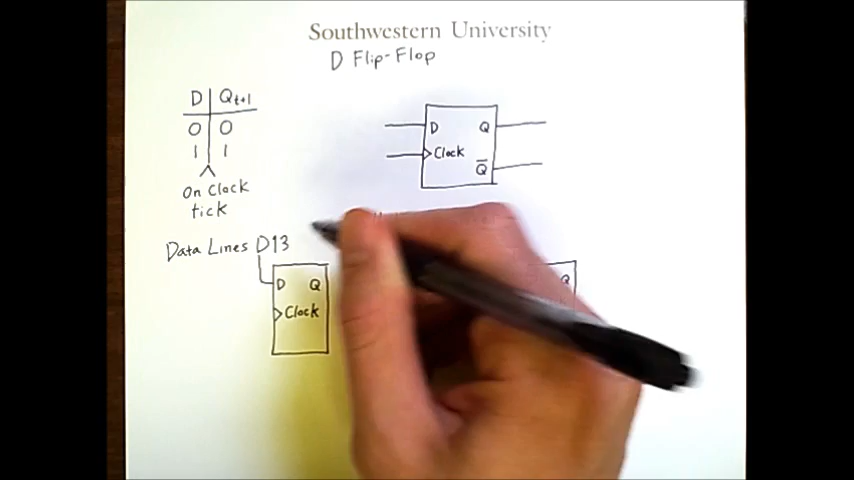 Southwestern University
D Flip-Flop
D Qt+1
0 0
1 1
On Clock
tick
D Q
Clock
Q̅
Data Lines D13
D Q
Clock
Q